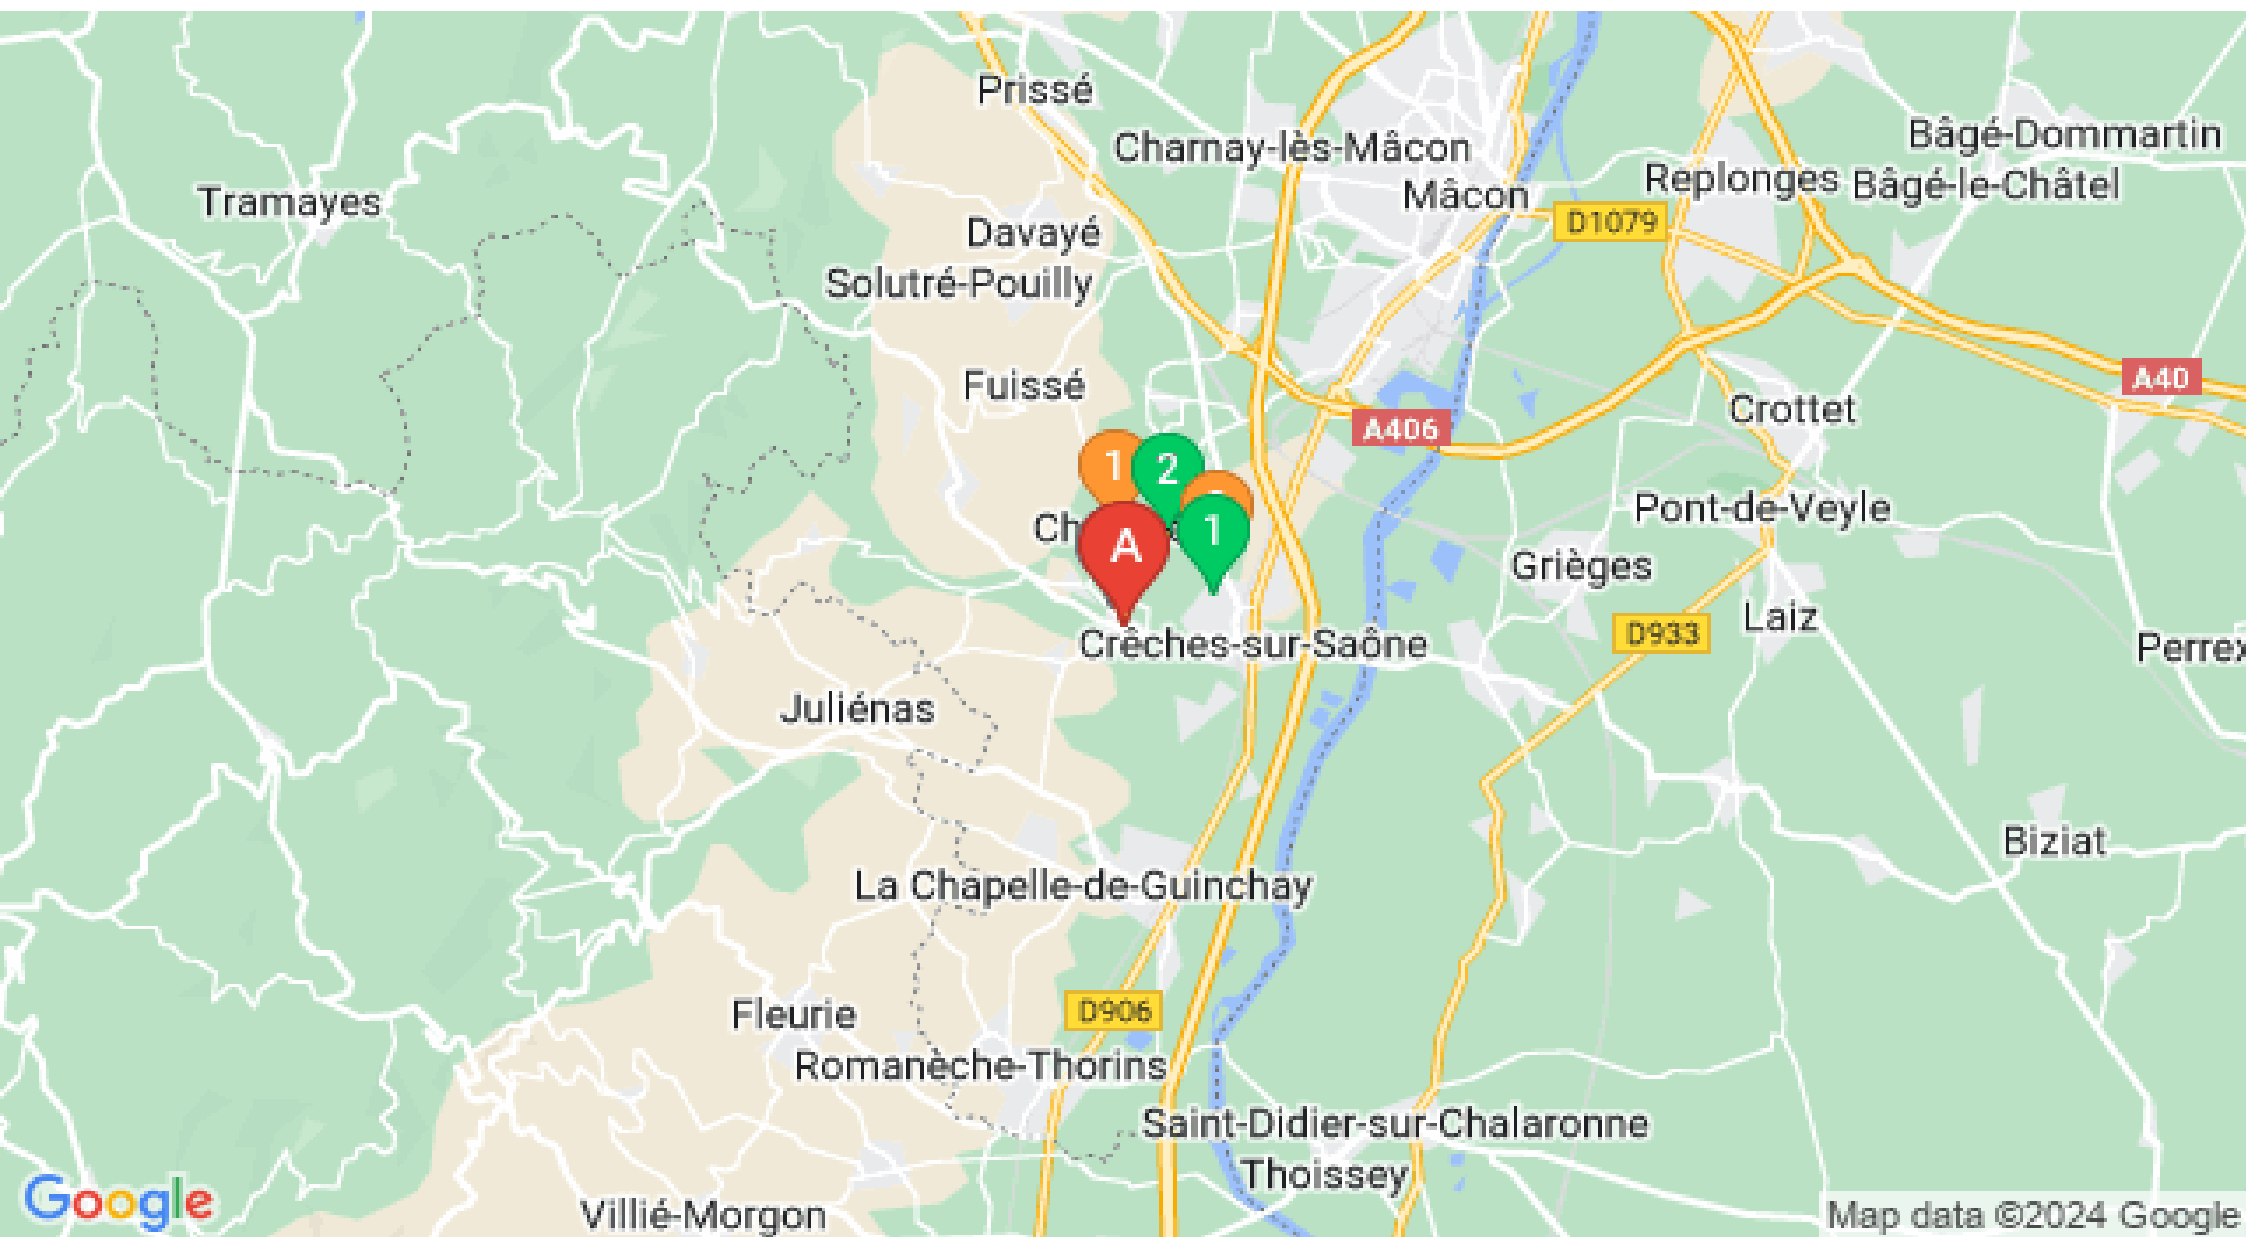 Prissé
Charnay-lès-Mâcon
Bâgé-Dommartin
Mâcon
Replonges
Bâgé-le-Châtel
Tramayes
D1079
Davayé
Solutré-Pouilly
Fuissé
A40
Crottet
A406
1
2
1
A
Pont-de-Veyle
Grièges
Laiz
D933
Crêches-sur-Saône
Perrex
Juliénas
Biziat
La Chapelle-de-Guinchay
D906
Fleurie
Romanèche-Thorins
Saint-Didier-sur-Chalaronne
Thoissey
Villié-Morgon
Google
Map data ©2024 Google